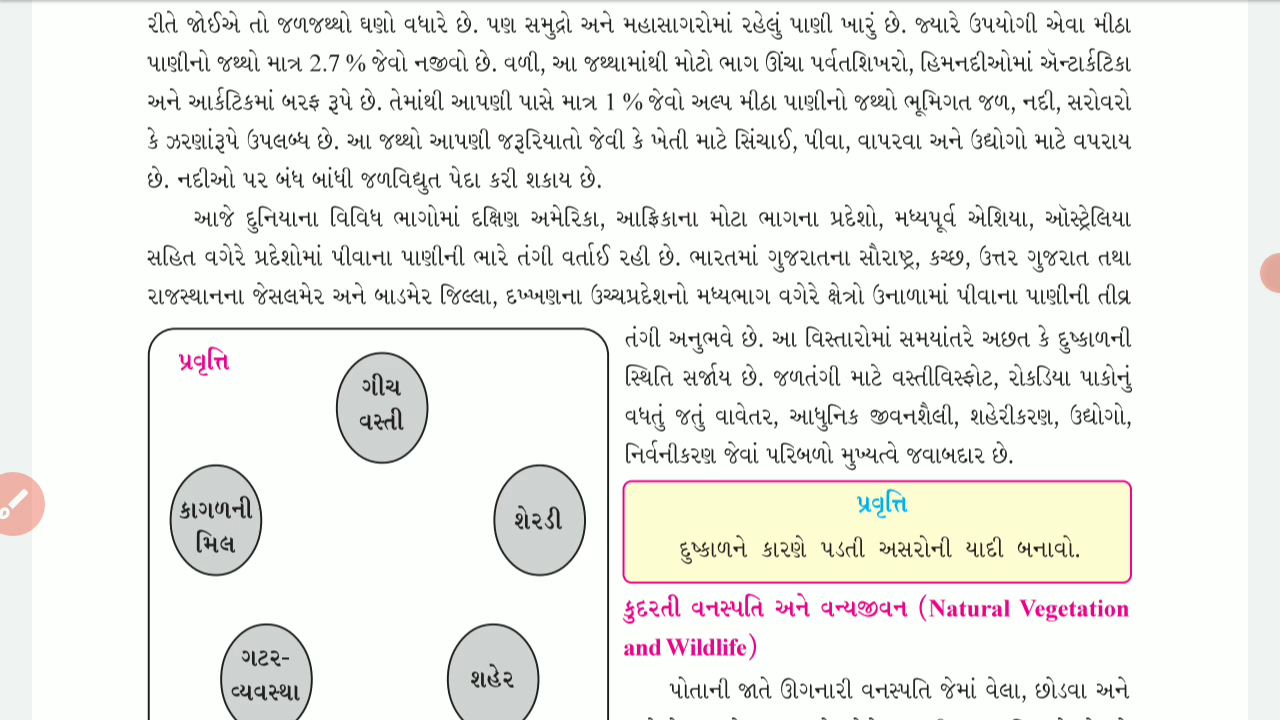 રીતે જોઈએ તો જળજથ્થો ઘણો વધારે છે. પણ સમુદ્રો અને મહાસાગરોમાં રહેલું પાણી ખારું છે. જ્યારે ઉપયોગી એવા મીઠા
પાણીનો જથ્થો માત્ર 2.7 % જેવો નજીવો છે. વળી, આ જથ્થામાંથી મોટો ભાગ ઊંચા પર્વતશિખરો, હિમનદીઓમાં ઍન્ટાર્કટિકા
અને આર્કટિકમાં બરફ રૂપે છે. તેમાંથી આપણી પાસે માત્ર 1 % જેવો અલ્પ મીઠા પાણીનો જથ્થો ભૂમિગત જળ, નદી, સરોવરો
કે ઝરણાંરૂપે ઉપલબ્ધ છે. આ જથ્થો આપણી જરૂરિયાતો જેવી કે ખેતી માટે સિંચાઈ, પીવા, વાપરવા અને ઉદ્યોગો માટે વપરાય
છે. નદીઓ પર બંધ બાંધી જળવિદ્યુત પેદા કરી શકાય છે.
આજે દુનિયાના વિવિધ ભાગોમાં દક્ષિણ અમેરિકા, આફ્રિકાના મોટા ભાગના પ્રદેશો, મધ્યપૂર્વ એશિયા, ઑસ્ટ્રેલિયા
સહિત વગેરે પ્રદેશોમાં પીવાના પાણીની ભારે તંગી વર્તાઈ રહી છે. ભારતમાં ગુજરાતના સૌરાષ્ટ્ર, કચ્છ, ઉત્તર ગુજરાત તથા
રાજસ્થાનના જેસલમેર અને બાડમેર જિલ્લા, દખ્ખણના ઉચ્ચપ્રદેશનો મધ્યભાગ વગેરે ક્ષેત્રો ઉનાળામાં પીવાના પાણીની તીવ્ર
તંગી અનુભવે છે. આ વિસ્તારોમાં સમયાંતરે અછત કે દુષ્કાળની
સ્થિતિ સર્જાય છે. જળતંગી માટે વસ્તીવિસ્ફોટ, રોકડિયા પાકોનું
વધતું જતું વાવેતર, આધુનિક જીવનશૈલી, શહેરીકરણ, ઉદ્યોગો,
નિર્વનીકરણ જેવાં પરિબળો મુખ્યત્વે જવાબદાર છે.
પ્રવૃત્તિ
ગીચ
વસ્તી
કાગળની
મિલ
શેરડી
ગટર-
વ્યવસ્થા
શહેર
પ્રવૃત્તિ
દુષ્કાળને કારણે પડતી અસરોની યાદી બનાવો.
કુદરતી વનસ્પતિ અને વન્યજીવન (Natural Vegetation
and Wildlife)
પોતાની જાતે ઊગનારી વનસ્પતિ જેમાં વેલા, છોડવા અને